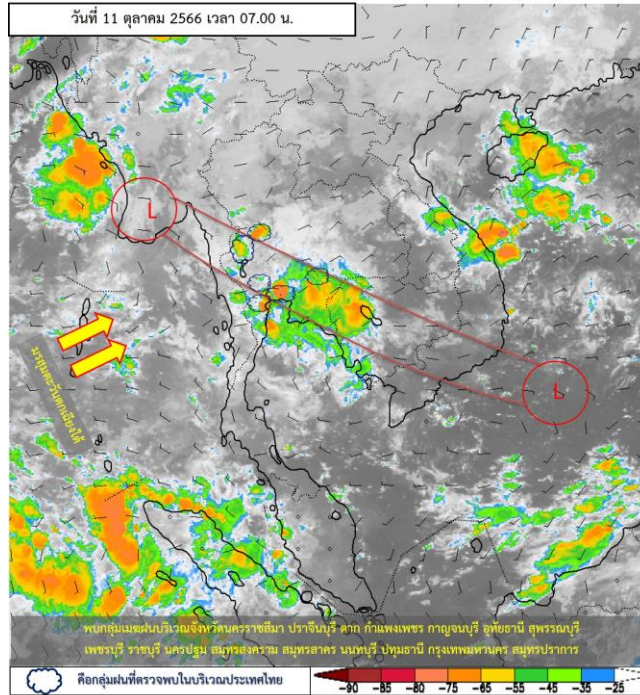 วันที่ 11 ตุลาคม 2566 เวลา 07.00 น.
L
มรสุมตะวันตกเฉียงใต้
L
พบกลุ่มเมฆฝนบริเวณจังหวัดนครราชสีมา ปราจีนบุรี ตาก กำแพงเพชร กาญจนบุรี อุทัยธานี สุพรรณบุรี
เพชรบุรี ราชบุรี นครปฐม สมุทรสงคราม สมุทรสาคร นนทบุรี ปทุมธานี กรุงเทพมหานคร สมุทรปราการ
คือกลุ่มฝนที่ตรวจพบในบริเวณประเทศไทย
-90 -85 -80 -75 -65 -55 -45 -35 -25